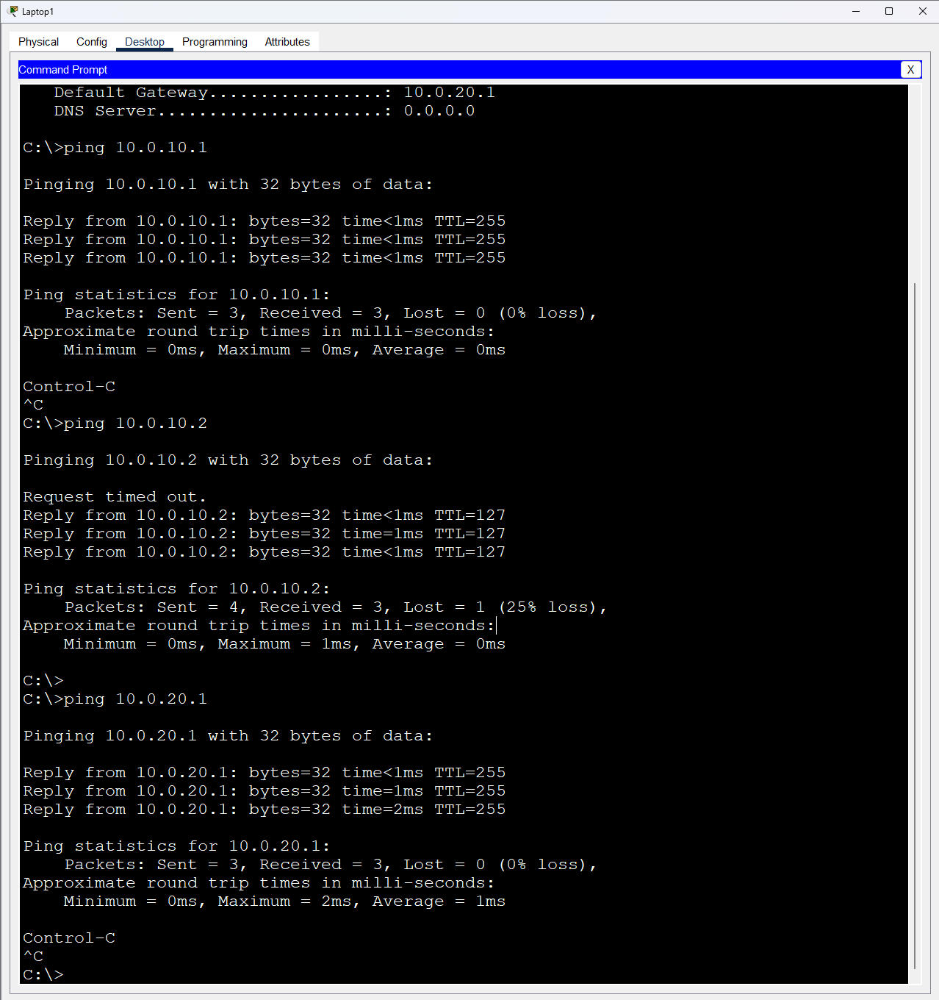 Laptop1
Physical Config Desktop Programming Attributes
Command Prompt X
Default Gateway.................: 10.0.20.1
DNS Server......................: 0.0.0.0
C:\>ping 10.0.10.1
Pinging 10.0.10.1 with 32 bytes of data:
Reply from 10.0.10.1: bytes=32 time<1ms TTL=255
Reply from 10.0.10.1: bytes=32 time<1ms TTL=255
Reply from 10.0.10.1: bytes=32 time<1ms TTL=255
Ping statistics for 10.0.10.1:
Packets: Sent = 3, Received = 3, Lost = 0 (0% loss),
Approximate round trip times in milli-seconds:
Minimum = 0ms, Maximum = 0ms, Average = 0ms
Control-C
^C
C:\>ping 10.0.10.2
Pinging 10.0.10.2 with 32 bytes of data:
Request timed out.
Reply from 10.0.10.2: bytes=32 time<1ms TTL=127
Reply from 10.0.10.2: bytes=32 time=1ms TTL=127
Reply from 10.0.10.2: bytes=32 time<1ms TTL=127
Ping statistics for 10.0.10.2:
Packets: Sent = 4, Received = 3, Lost = 1 (25% loss),
Approximate round trip times in milli-seconds:
Minimum = 0ms, Maximum = 1ms, Average = 0ms
C:\>
C:\>ping 10.0.20.1
Pinging 10.0.20.1 with 32 bytes of data:
Reply from 10.0.20.1: bytes=32 time<1ms TTL=255
Reply from 10.0.20.1: bytes=32 time=1ms TTL=255
Reply from 10.0.20.1: bytes=32 time=2ms TTL=255
Ping statistics for 10.0.20.1:
Packets: Sent = 3, Received = 3, Lost = 0 (0% loss),
Approximate round trip times in milli-seconds:
Minimum = 0ms, Maximum = 2ms, Average = 1ms
Control-C
^C
C:\>